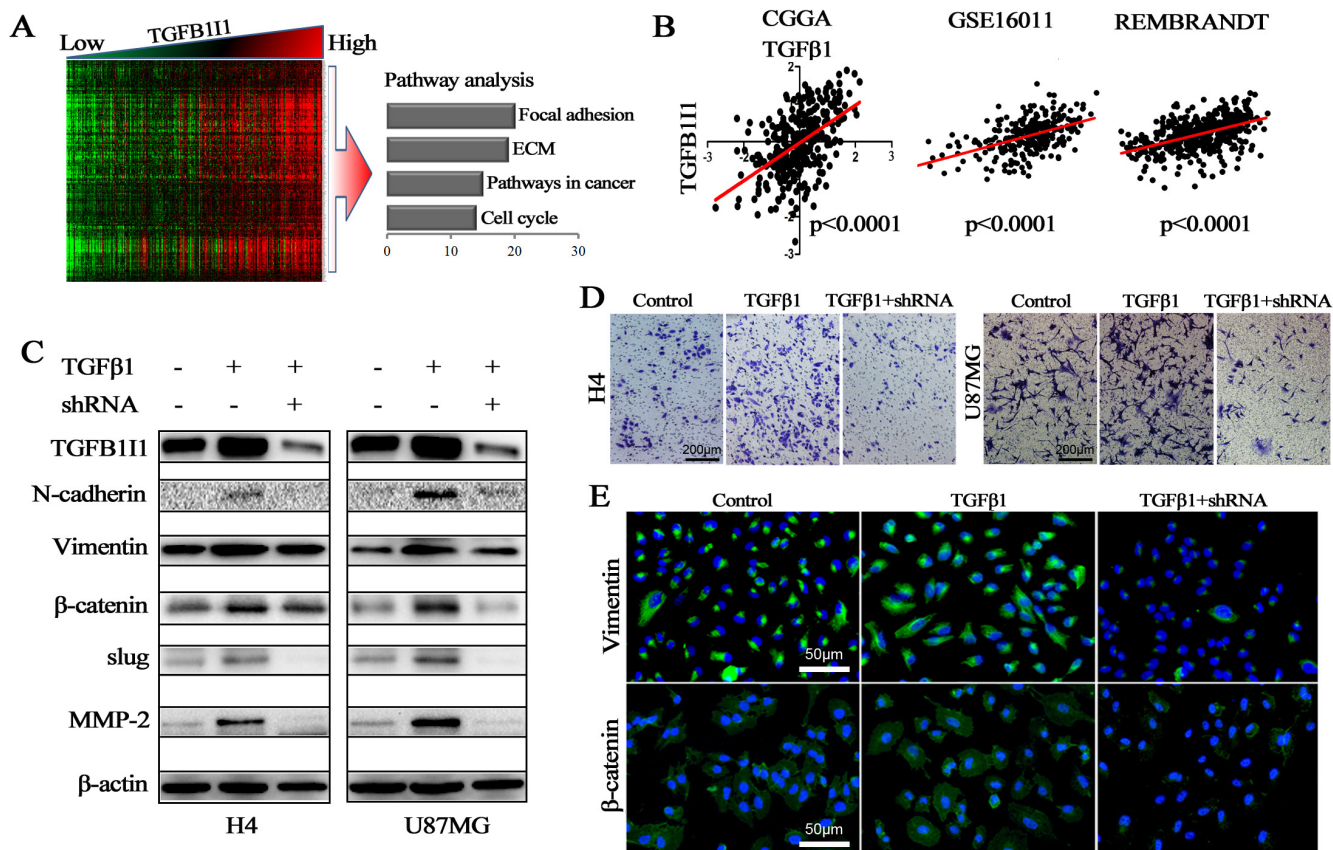 A
Low
TGFB1I1
High
Pathway analysis
Focal adhesion
ECM
Pathways in cancer
Cell cycle
0 10 20 30
B
CGGA
GSE16011
REMBRANDT
TGFβ1
2
TGFB1I1
-3 -2 2 3
-2
-3
p<0.0001
p<0.0001
p<0.0001
C
TGFβ1 - + + - + +
shRNA - - + - - +
TGFB1I1
N-cadherin
Vimentin
β-catenin
slug
MMP-2
β-actin
H4
U87MG
D
Control TGFβ1 TGFβ1+shRNA
H4
200μm
Control TGFβ1 TGFβ1+shRNA
U87MG
200μm
E
Control TGFβ1 TGFβ1+shRNA
Vimentin
50μm
β-catenin
50μm